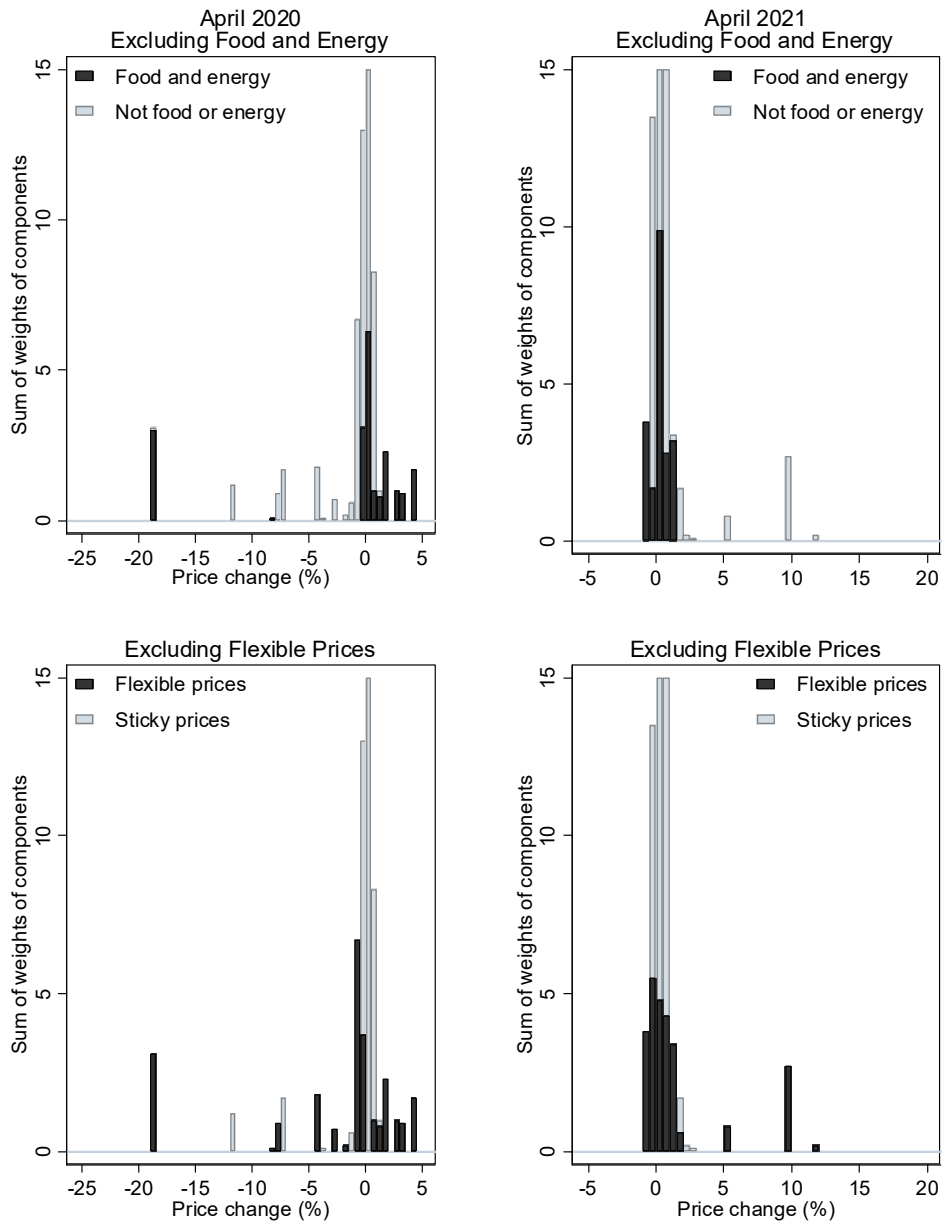 April 2020
Excluding Food and Energy
Food and energy
Not food or energy
Sum of weights of components
15
10
5
0
-25 -20 -15 -10 -5 0 5
Price change (%)
April 2021
Excluding Food and Energy
Food and energy
Not food or energy
Sum of weights of components
15
10
5
0
-5 0 5 10 15 20
Excluding Flexible Prices
Flexible prices
Sticky prices
Sum of weights of components
15
10
5
0
-25 -20 -15 -10 -5 0 5
Price change (%)
Excluding Flexible Prices
Flexible prices
Sticky prices
Sum of weights of components
15
10
5
0
-5 0 5 10 15 20
Price change (%)